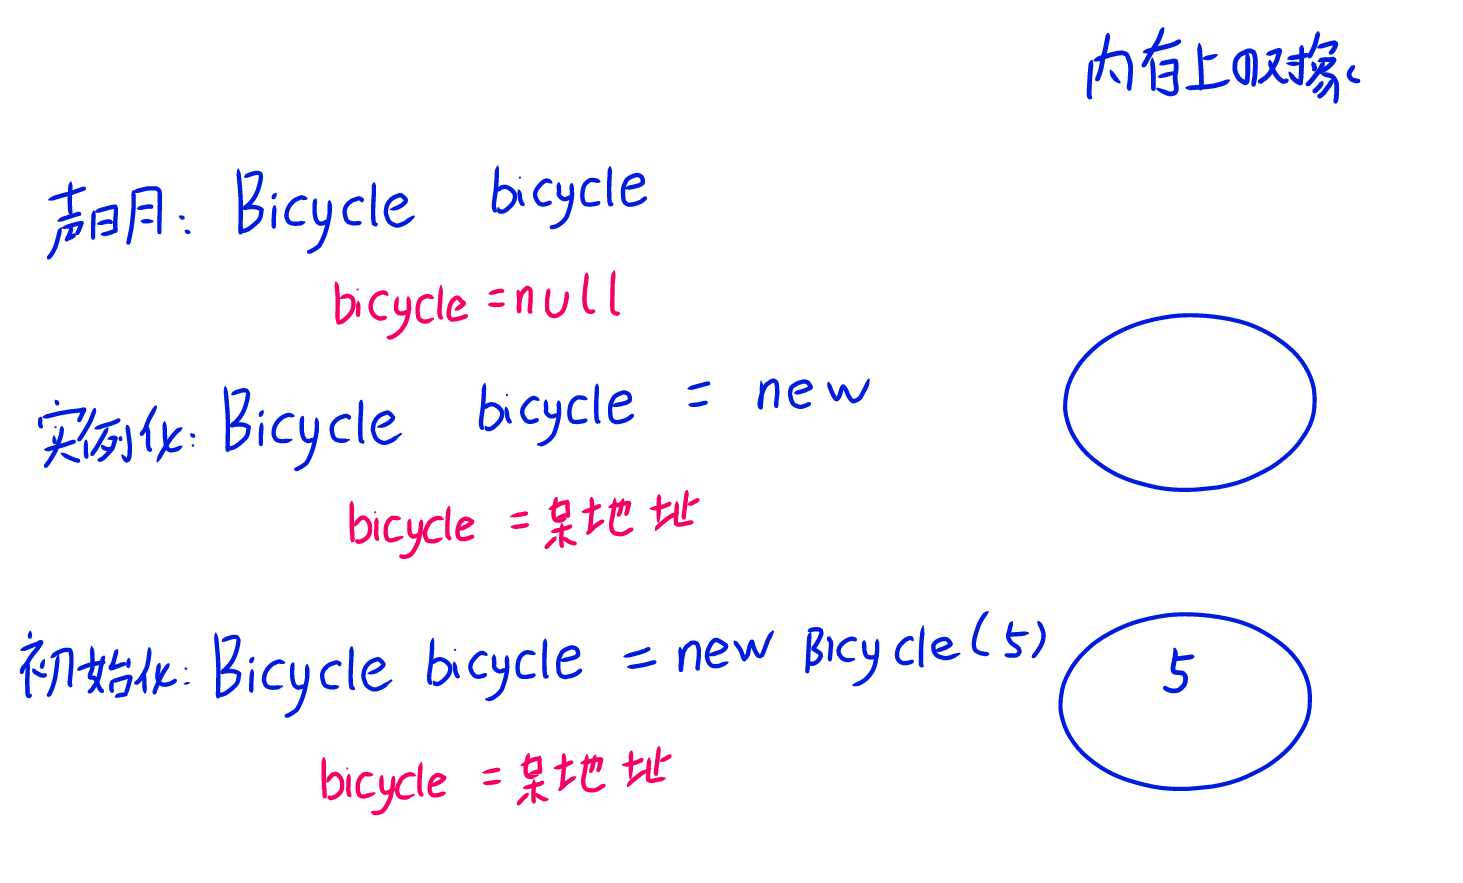 内存上的对象。
声明: Bicycle bicycle
bicycle = null
实例化: Bicycle bicycle = new
bicycle = 某地址
初始化: Bicycle bicycle = new Bicycle(5)
5
bicycle = 某地址